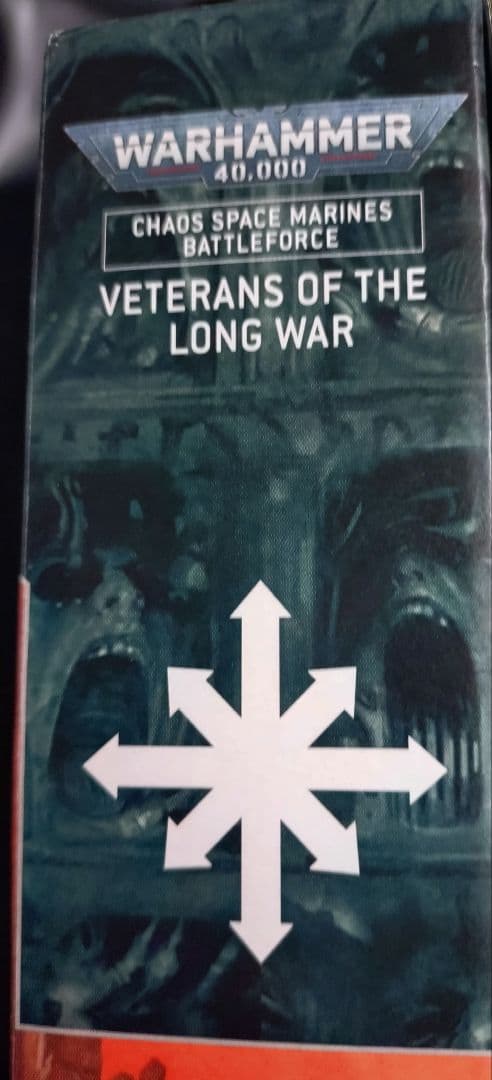 WARHAMMER
40,000
CHAOS SPACE MARINES
BATTLEFORCE
VETERANS OF THE
LONG WAR